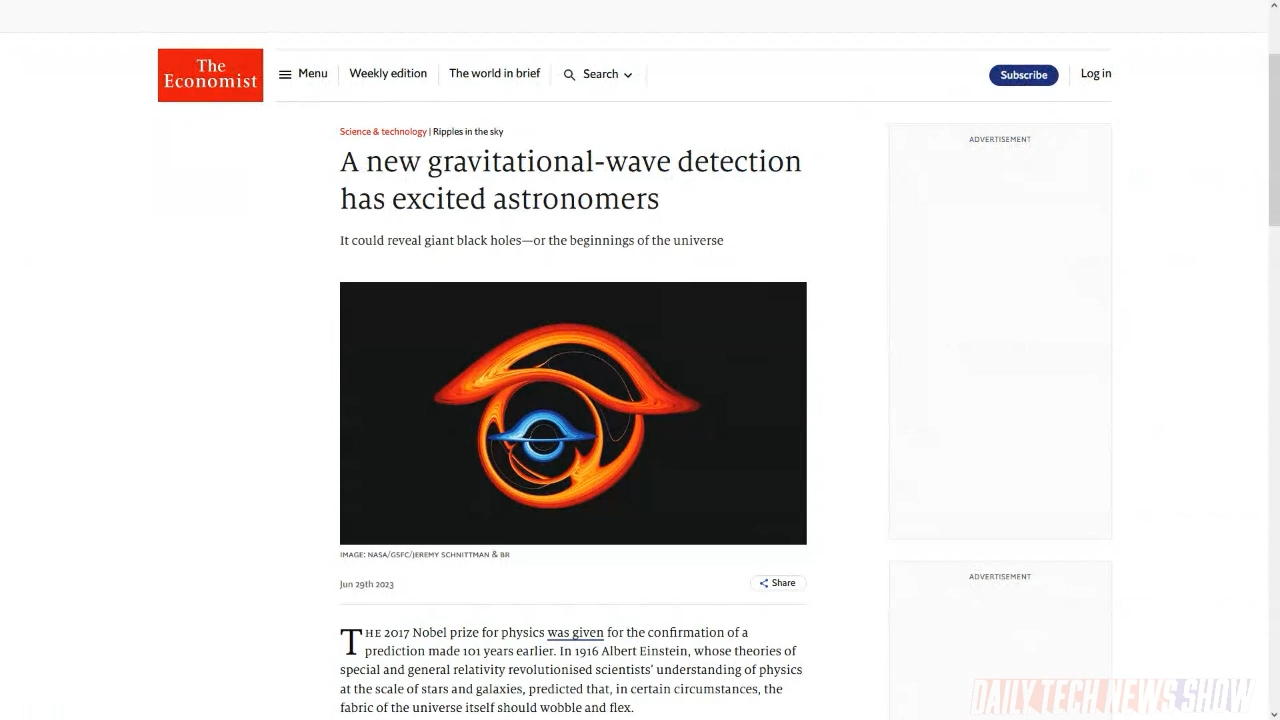 The
Economist
Menu
Weekly edition
The world in brief
Search
Subscribe
Log in
Science & technology | Ripples in the sky
A new gravitational-wave detection
has excited astronomers
It could reveal giant black holes—or the beginnings of the universe
ADVERTISEMENT
IMAGE: NASA/GSFC/JEREMY SCHNITTMAN & BR
Jun 29th 2023
Share
ADVERTISEMENT
THE 2017 Nobel prize for physics was given for the confirmation of a
prediction made 101 years earlier. In 1916 Albert Einstein, whose theories of
special and general relativity revolutionised scientists' understanding of physics
at the scale of stars and galaxies, predicted that, in certain circumstances, the
fabric of the universe itself should wobble and flex.
DAILY TECH NEWS SHOW